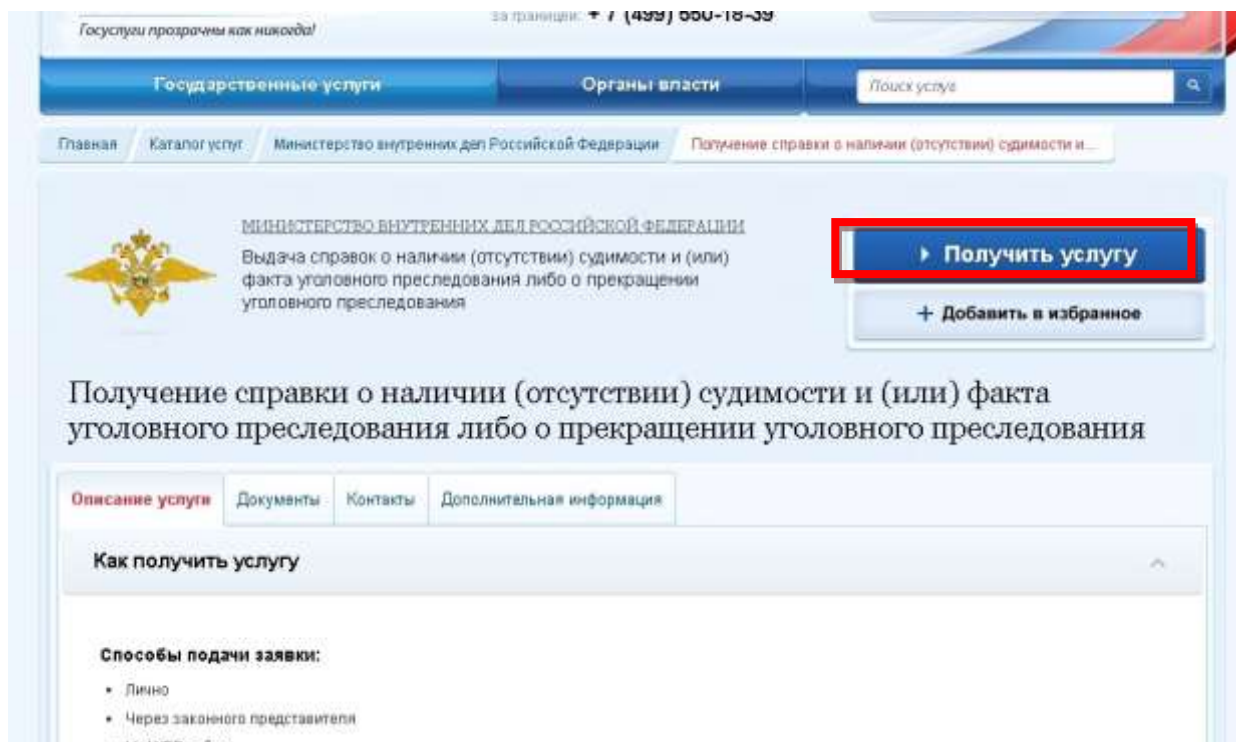 Госуслуги прозрачны как никогда!
за границей: + 7 (499) 550-18-39
Государственные услуги
Органы власти
Поиск услуг
Главная
Каталог услуг
Министерство внутренних дел Российской Федерации
Получение справки о наличии (отсутствии) судимости и...
МИНИСТЕРСТВО ВНУТРЕННИХ ДЕЛ РОССИЙСКОЙ ФЕДЕРАЦИИ
Выдача справок о наличии (отсутствии) судимости и (или)
факта уголовного преследования либо о прекращении
уголовного преследования
Получить услугу
+ Добавить в избранное
Получение справки о наличии (отсутствии) судимости и (или) факта
уголовного преследования либо о прекращении уголовного преследования
Описание услуги
Документы
Контакты
Дополнительная информация
Как получить услугу
Способы подачи заявки:
• Лично
• Через законного представителя